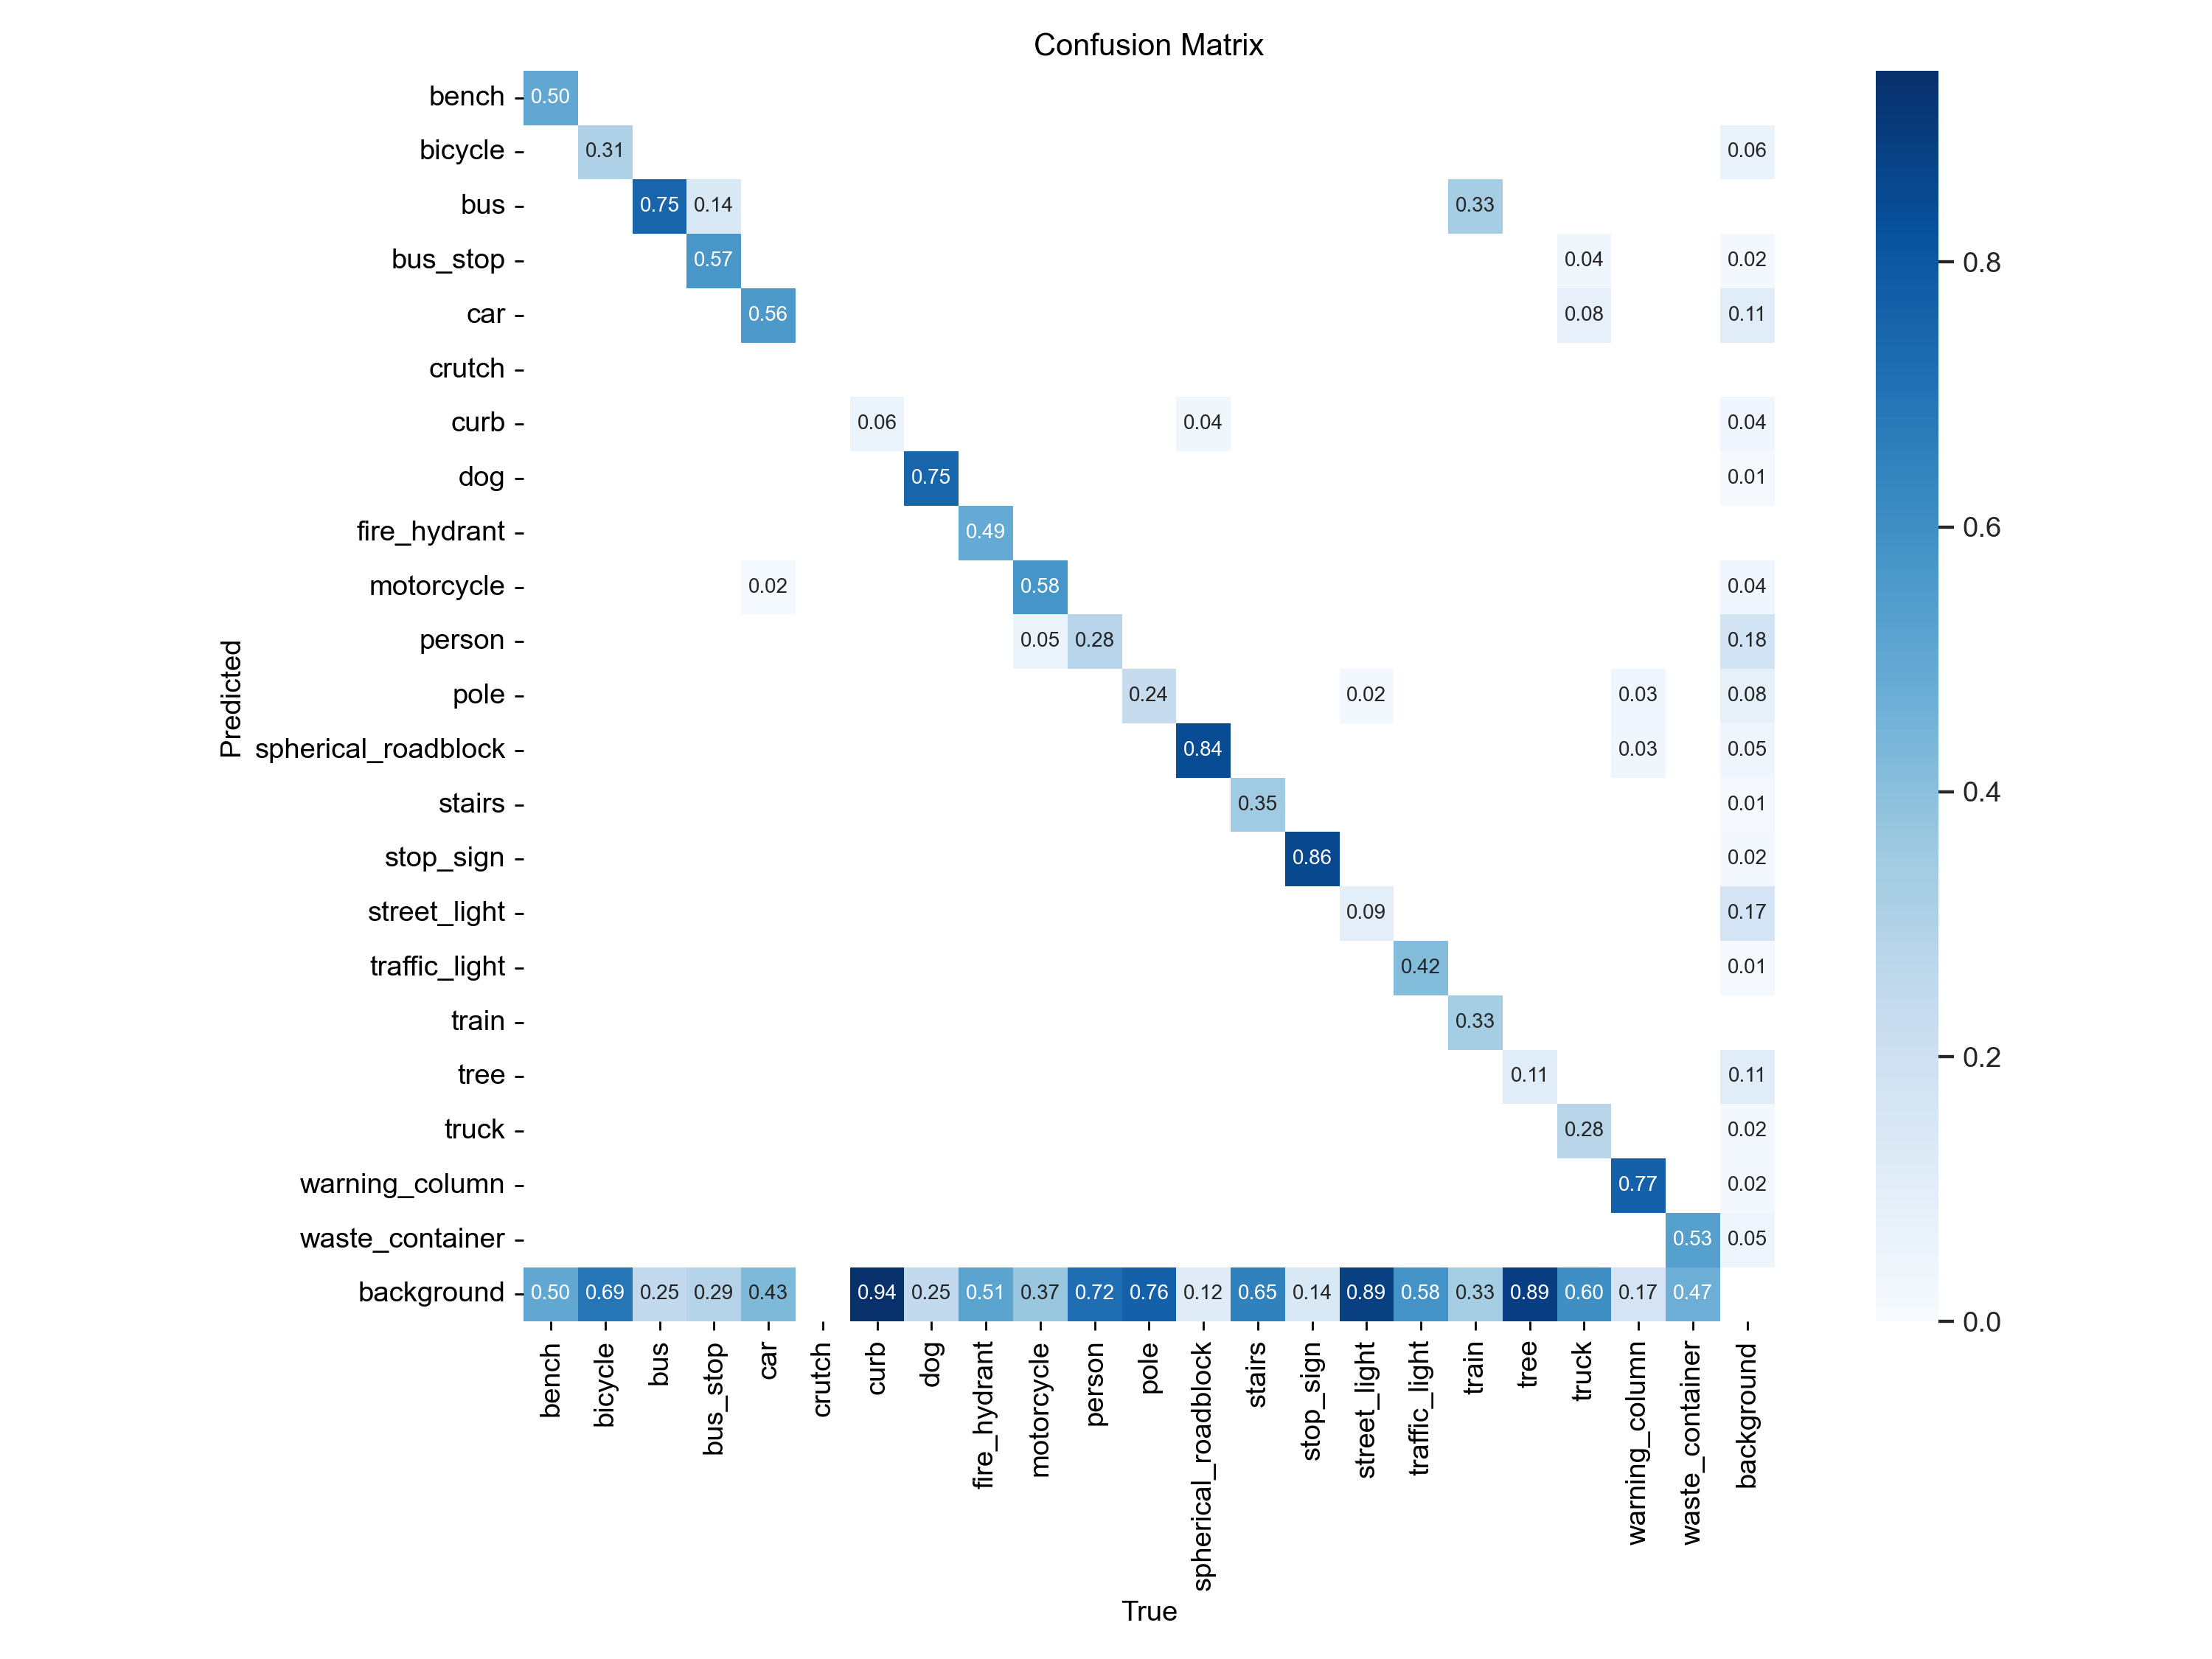 Confusion Matrix
bench 0.50
bicycle 0.31 0.06
bus 0.75 0.14 0.33
bus_stop 0.57 0.04 0.02
car 0.56 0.08 0.11
crutch
curb 0.06 0.04 0.04
dog 0.75 0.01
fire_hydrant 0.49
motorcycle 0.02 0.58 0.04
person 0.05 0.28 0.18
pole 0.24 0.02 0.03 0.08
spherical_roadblock 0.84 0.03 0.05
stairs 0.35 0.01
stop_sign 0.86 0.02
street_light 0.09 0.17
traffic_light 0.42 0.01
train 0.33
tree 0.11 0.11
truck 0.28 0.02
warning_column 0.77 0.02
waste_container 0.53 0.05
background 0.50 0.69 0.25 0.29 0.43 0.94 0.25 0.51 0.37 0.72 0.76 0.12 0.65 0.14 0.89 0.58 0.33 0.89 0.60 0.17 0.47
Predicted
bench
bicycle
bus
bus_stop
car
crutch
curb
dog
fire_hydrant
motorcycle
person
pole
spherical_roadblock
stairs
stop_sign
street_light
traffic_light
train
tree
truck
warning_column
waste_container
background
True
0.8
0.6
0.4
0.2
0.0